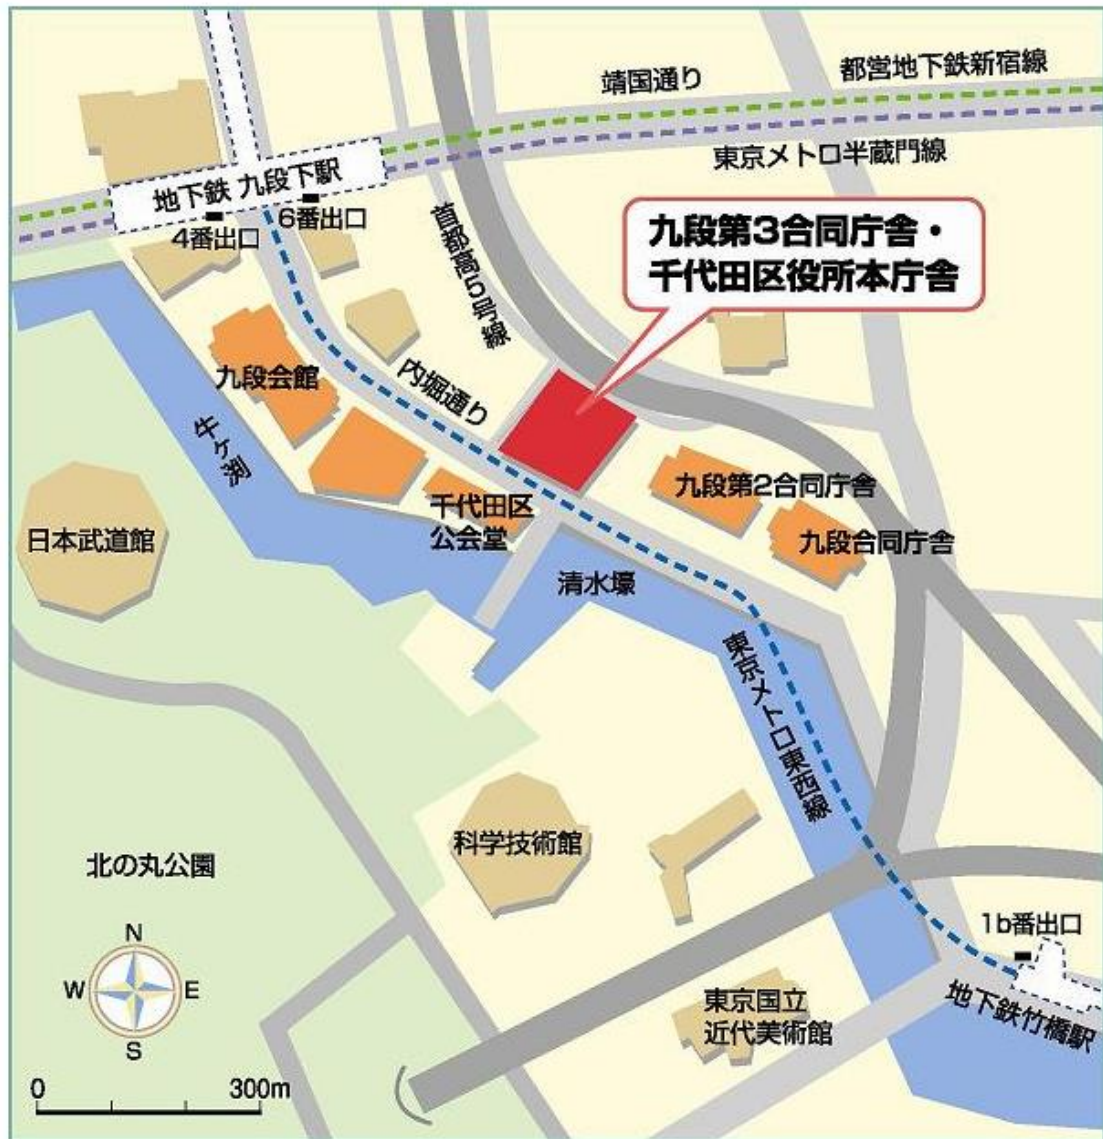 靖国通り
都営地下鉄新宿線
東京メトロ半蔵門線
地下鉄 九段下駅
4番出口
6番出口
首都高5号線
九段第3合同庁舎・
千代田区役所本庁舎
九段会館
内堀通り
牛ヶ渕
千代田区
公会堂
九段第2合同庁舎
九段合同庁舎
日本武道館
清水壕
東京メトロ東西線
科学技術館
北の丸公園
1b番出口
地下鉄竹橋駅
東京国立
近代美術館
N
W
E
S
0
300m